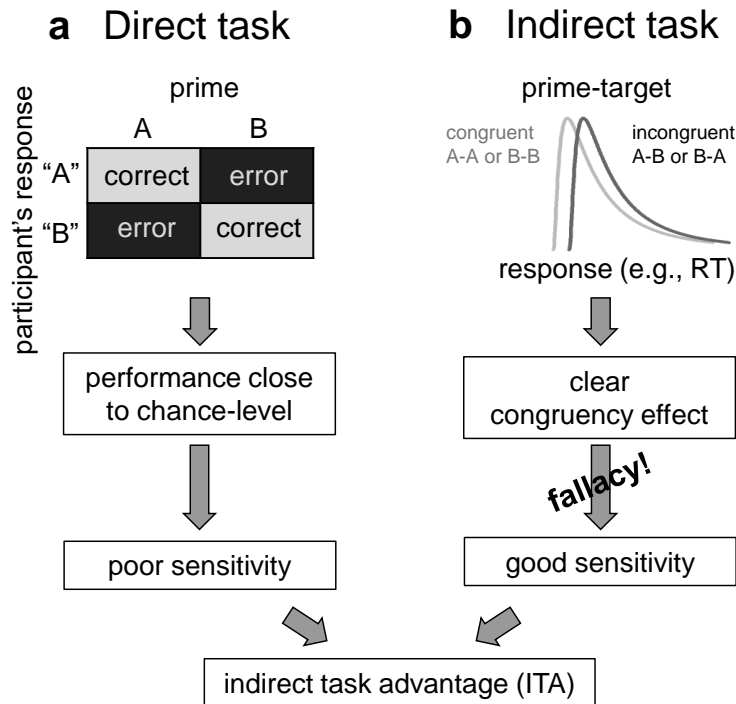 a Direct task
prime
A B
participant's response
"A" correct error
"B" error correct
performance close
to chance-level
poor sensitivity
b Indirect task
prime-target
congruent
A-A or B-B
incongruent
A-B or B-A
response (e.g., RT)
clear
congruency effect
fallacy!
good sensitivity
indirect task advantage (ITA)